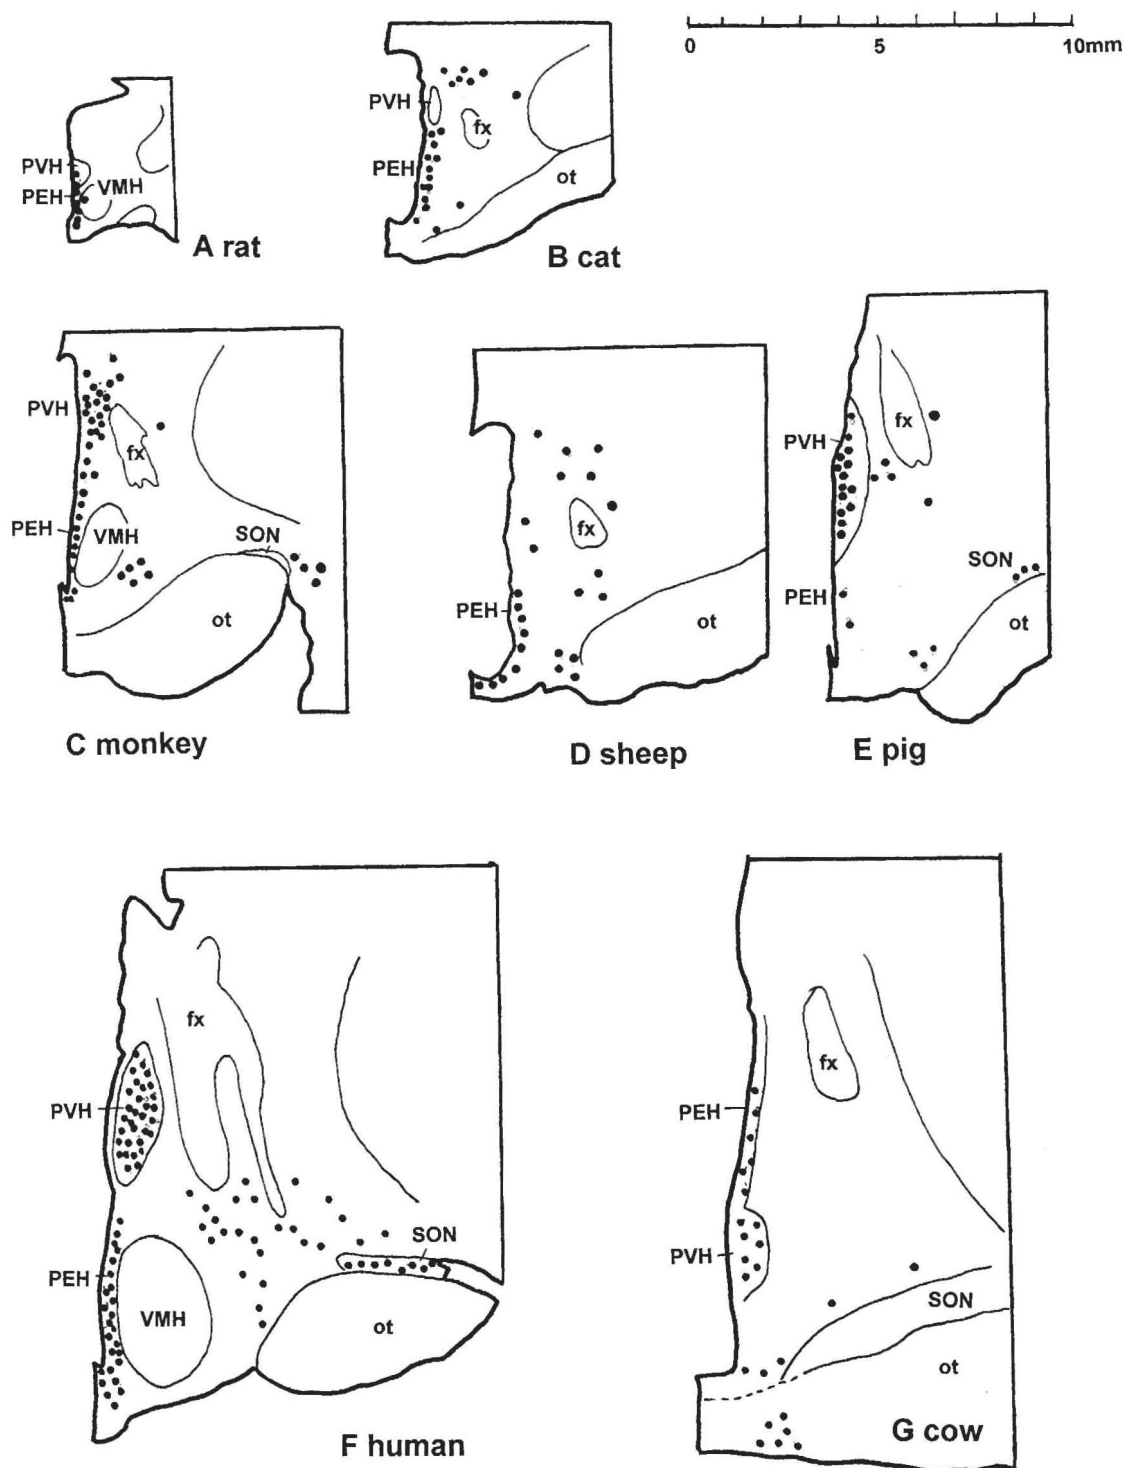 0 5 10mm
PVH
PEH
VMH
A rat
PVH
fx
PEH
ot
B cat
PVH
fx
PEH
VMH
SON
ot
C monkey
fx
PEH
ot
D sheep
fx
PVH
SON
PEH
ot
E pig
fx
PVH
SON
PEH
VMH
ot
F human
fx
PEH
PVH
SON
ot
G cow